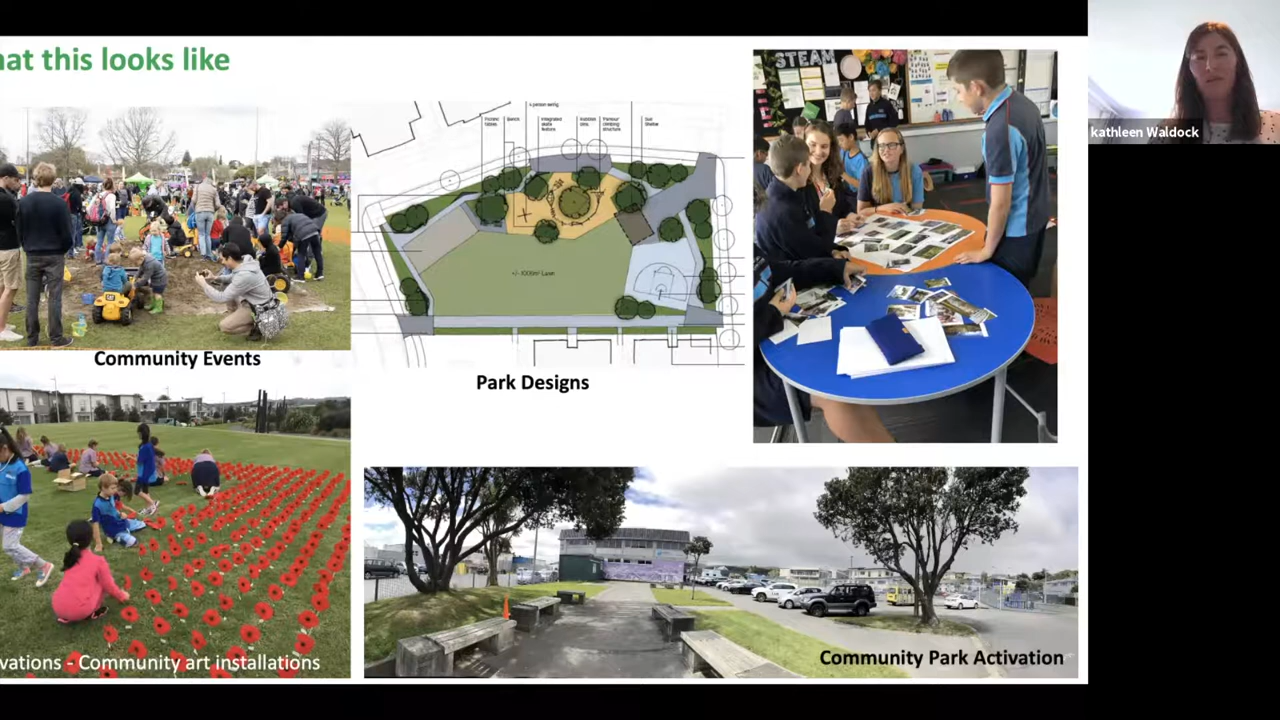 hat this looks like
STEAM
kathleen Waldock
Community Events
Park Designs
vations - Community art installations
Community Park Activation